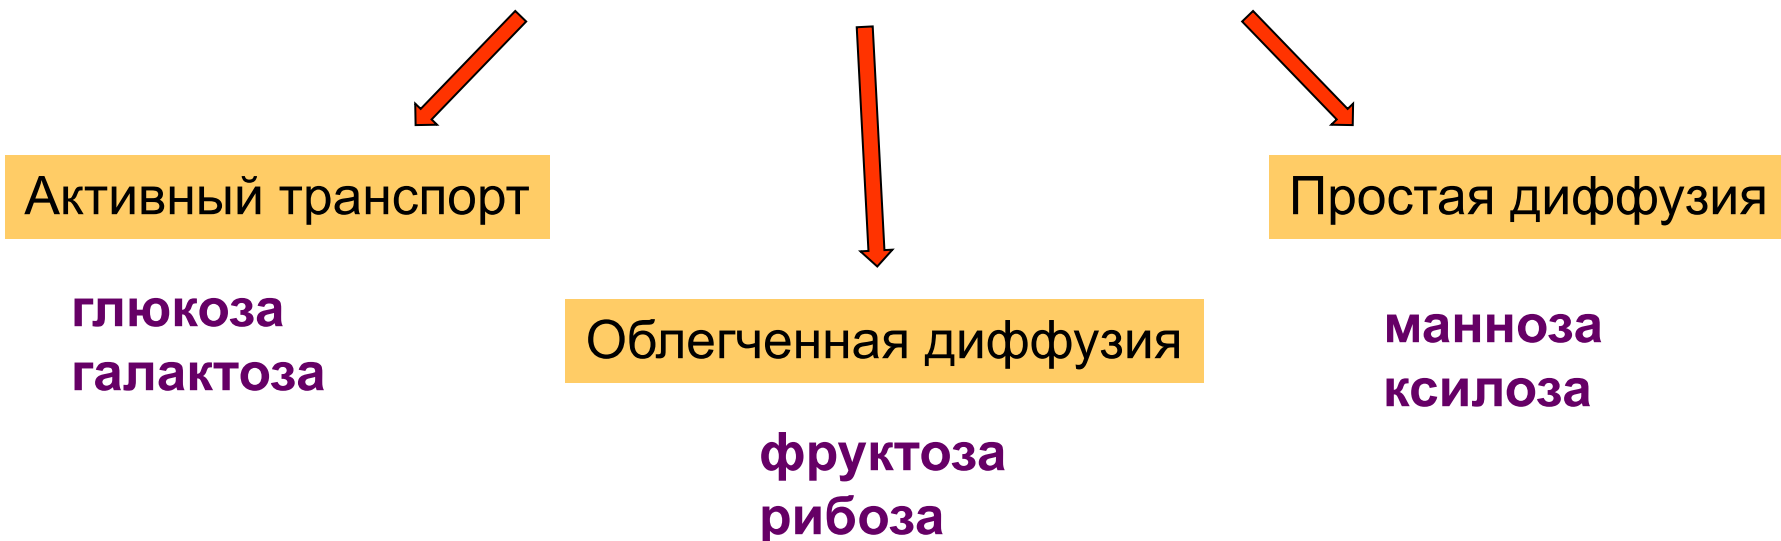 Активный транспорт
глюкоза
галактоза
Облегченная диффузия
фруктоза
рибоза
Простая диффузия
манноза
ксилоза